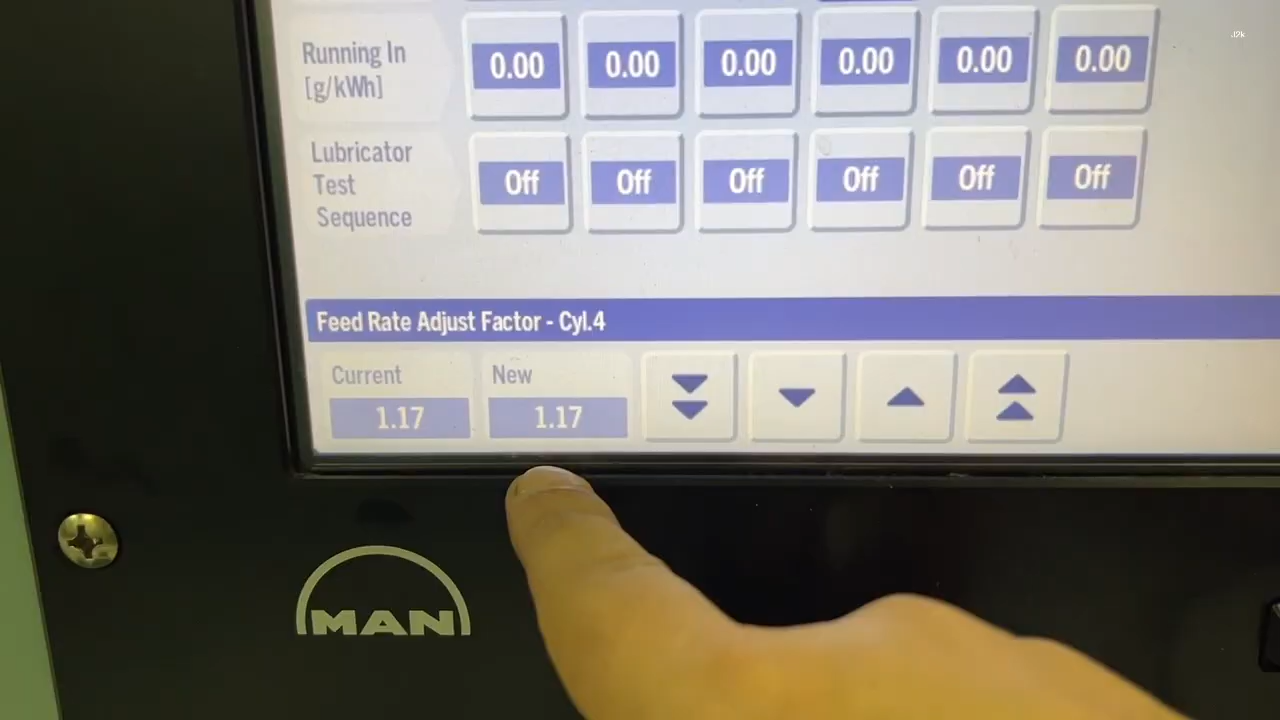 Running In
[g/kWh]
0.00 0.00 0.00 0.00 0.00 0.00
Lubricator
Test
Sequence
Off Off Off Off Off Off
Feed Rate Adjust Factor - Cyl.4
Current New
1.17 1.17
MAN